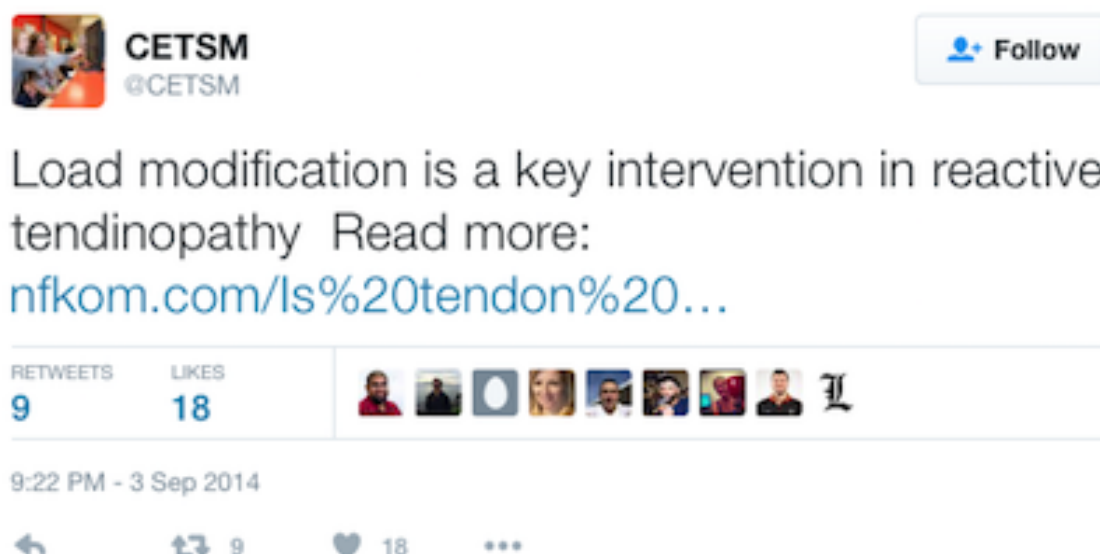 CETSM
@CETSM
Follow
Load modification is a key intervention in reactive
tendinopathy Read more:
nfkom.com/Is%20tendon%20…
RETWEETS LIKES
9 18
L
9:22 PM - 3 Sep 2014
9 18